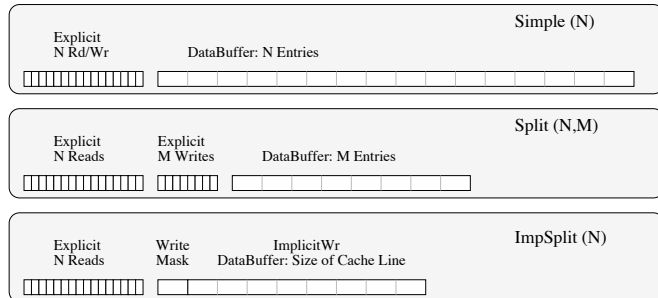 Simple (N)
Explicit
N Rd/Wr
DataBuffer: N Entries
Split (N,M)
Explicit
N Reads
Explicit
M Writes
DataBuffer: M Entries
ImpSplit (N)
Explicit
N Reads
Write
Mask
ImplicitWr
DataBuffer: Size of Cache Line